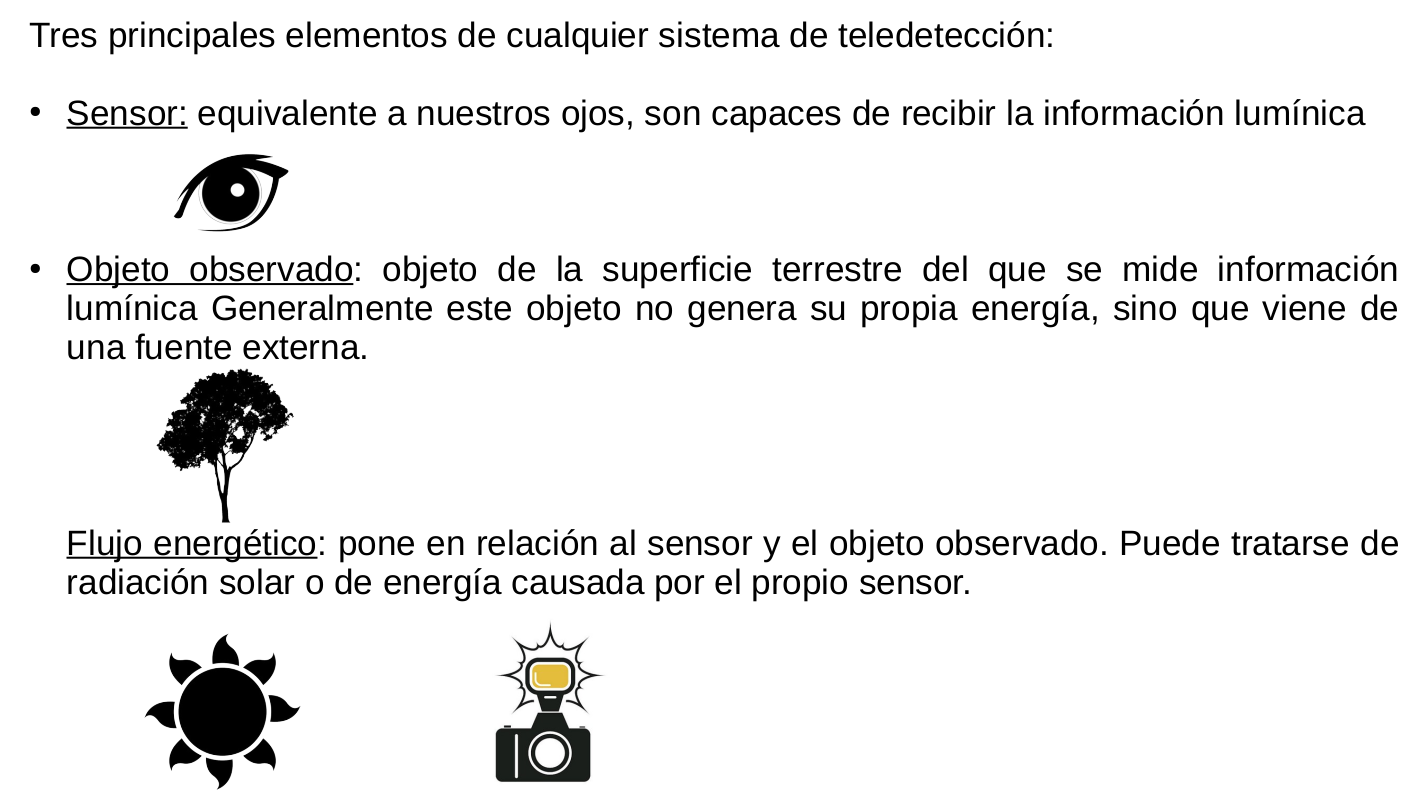 Tres principales elementos de cualquier sistema de teledetección:
• Sensor: equivalente a nuestros ojos, son capaces de recibir la información lumínica
• Objeto observado: objeto de la superficie terrestre del que se mide información
lumínica Generalmente este objeto no genera su propia energía, sino que viene de
una fuente externa.
Flujo energético: pone en relación al sensor y el objeto observado. Puede tratarse de
radiación solar o de energía causada por el propio sensor.